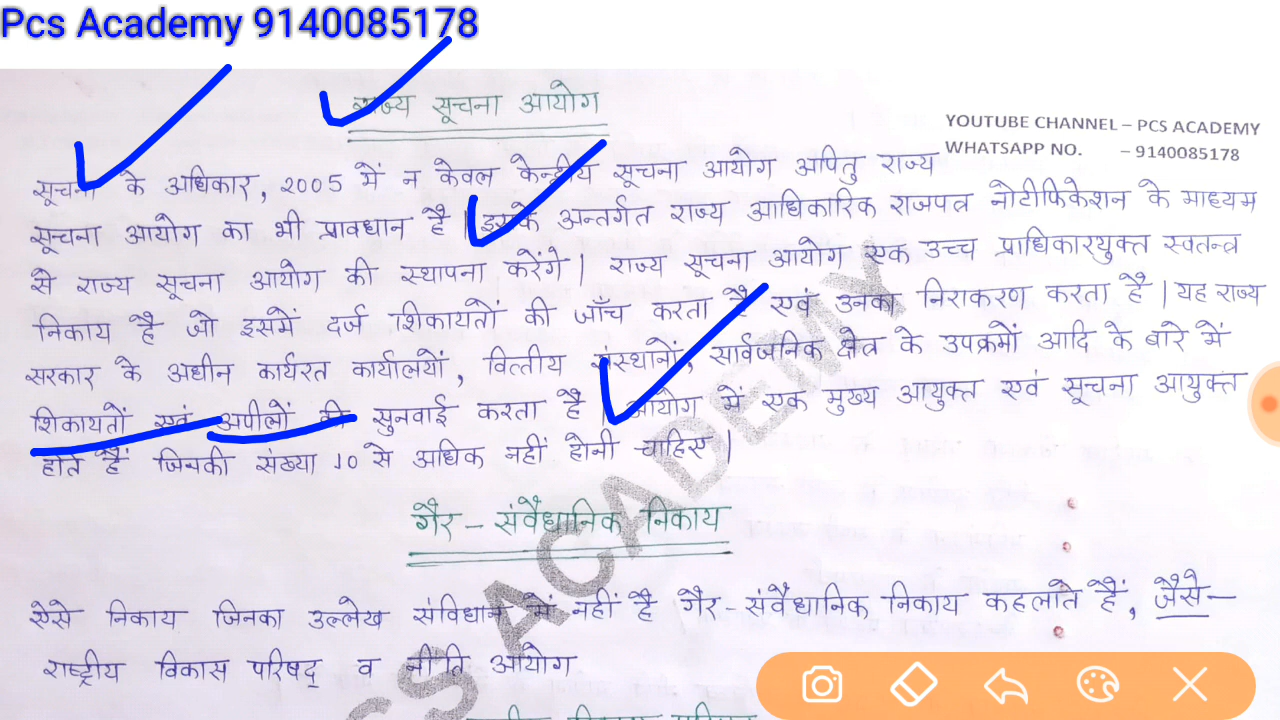 Pcs Academy 9140085178
राज्य सूचना आयोग
YOUTUBE CHANNEL – PCS ACADEMY
WHATSAPP NO. – 9140085178
सूचना के अधिकार, 2005 में न केवल केन्द्रीय सूचना आयोग अपितु राज्य
सूचना आयोग का भी प्रावधान है | इसके अन्तर्गत राज्य आधिकारिक राजपत्र नोटीफिकेशन के माध्यम
से राज्य सूचना आयोग की स्थापना करेंगे | राज्य सूचना आयोग एक उच्च प्राधिकारयुक्त स्वतन्त्र
निकाय है जो इसमें दर्ज शिकायतों की जाँच करता है एवं उनका निराकरण करता है | यह राज्य
सरकार के अधीन कार्यरत कार्यालयों, वित्तीय संस्थानों, सार्वजनिक क्षेत्र के उपक्रमों आदि के बारे में
शिकायतों एवं अपीलों की सुनवाई करता है | आयोग में एक मुख्य आयुक्त एवं सूचना आयुक्त
होते हैं जिनकी संख्या 10 से अधिक नहीं होनी चाहिए |
गैर – संवैधानिक निकाय
ऐसे निकाय जिनका उल्लेख संविधान में नहीं है गैर – संवैधानिक निकाय कहलाते हैं, जैसे –
राष्ट्रीय विकास परिषद् व नीति आयोग
CS ACADEMY